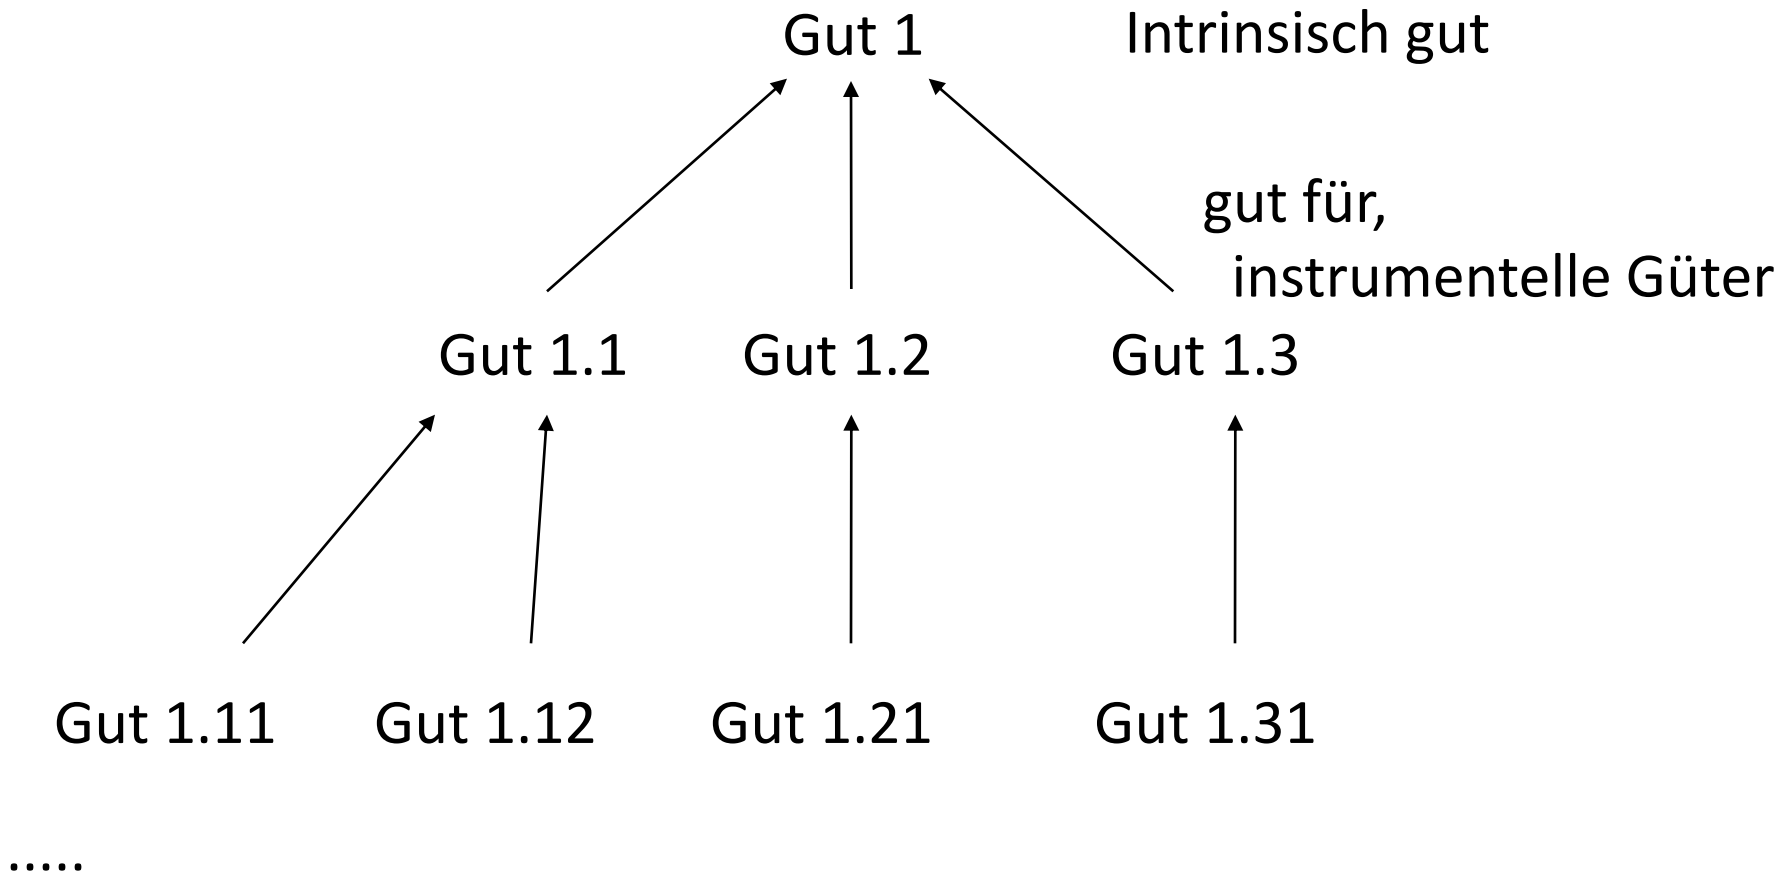 Gut 1
Intrinsisch gut
gut für,
instrumentelle Güter
Gut 1.1
Gut 1.2
Gut 1.3
Gut 1.11
Gut 1.12
Gut 1.21
Gut 1.31
.....